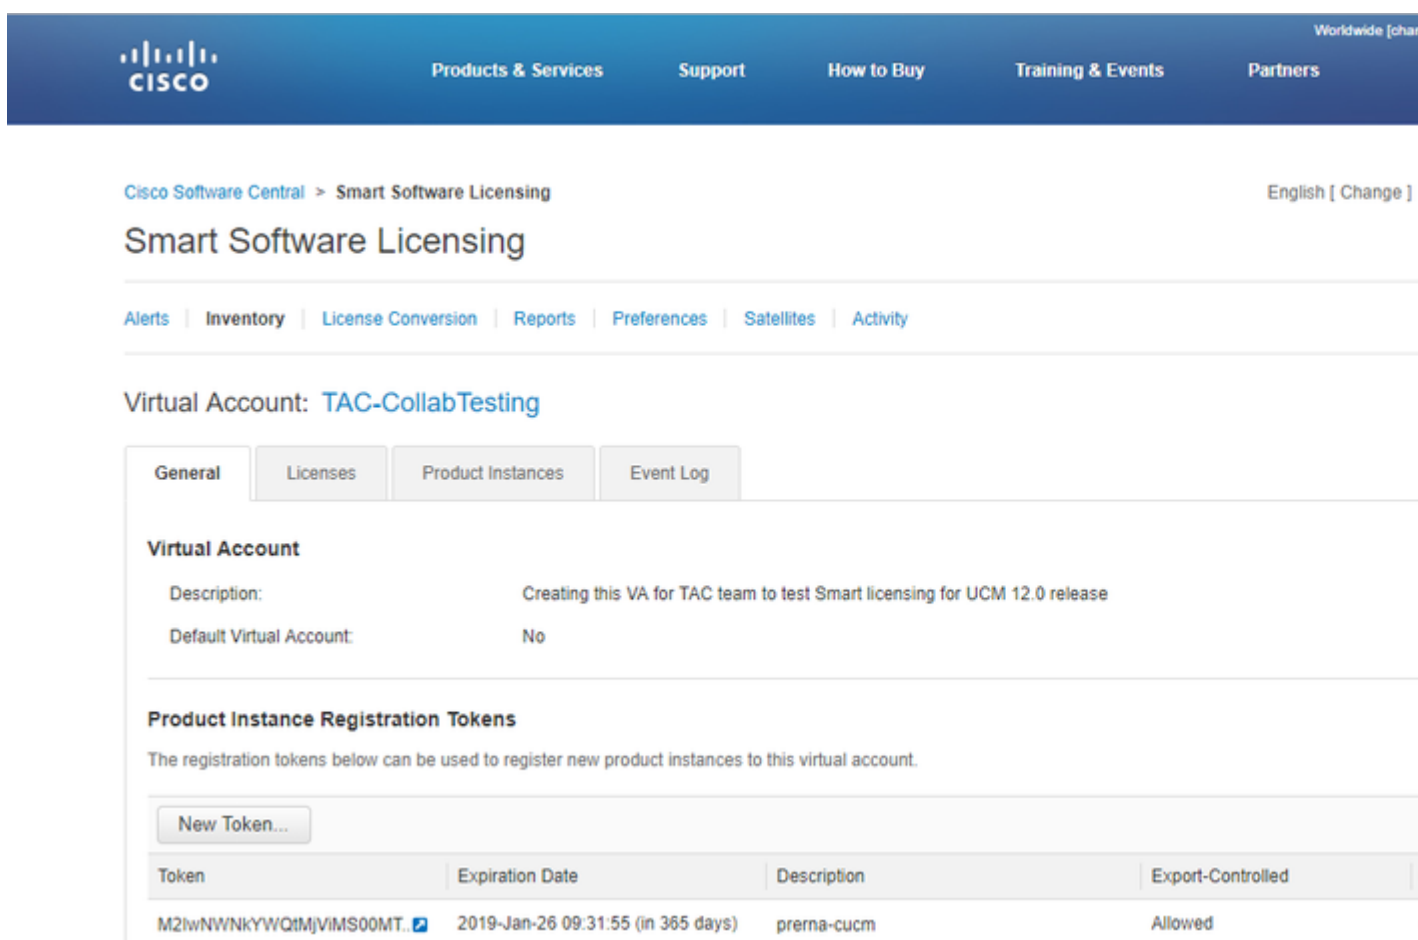 Worldwide [chan
CISCO
Products & Services Support How to Buy Training & Events Partners
Cisco Software Central > Smart Software Licensing English [ Change ]
Smart Software Licensing
Alerts Inventory License Conversion Reports Preferences Satellites Activity
Virtual Account: TAC-CollabTesting
General Licenses Product Instances Event Log
Virtual Account
Description: Creating this VA for TAC team to test Smart licensing for UCM 12.0 release
Default Virtual Account: No
Product Instance Registration Tokens
The registration tokens below can be used to register new product instances to this virtual account.
New Token...
Token Expiration Date Description Export-Controlled
M2IwNWNkYWQtMjViMS00MT.. 2019-Jan-26 09:31:55 (in 365 days) prerna-cucm Allowed